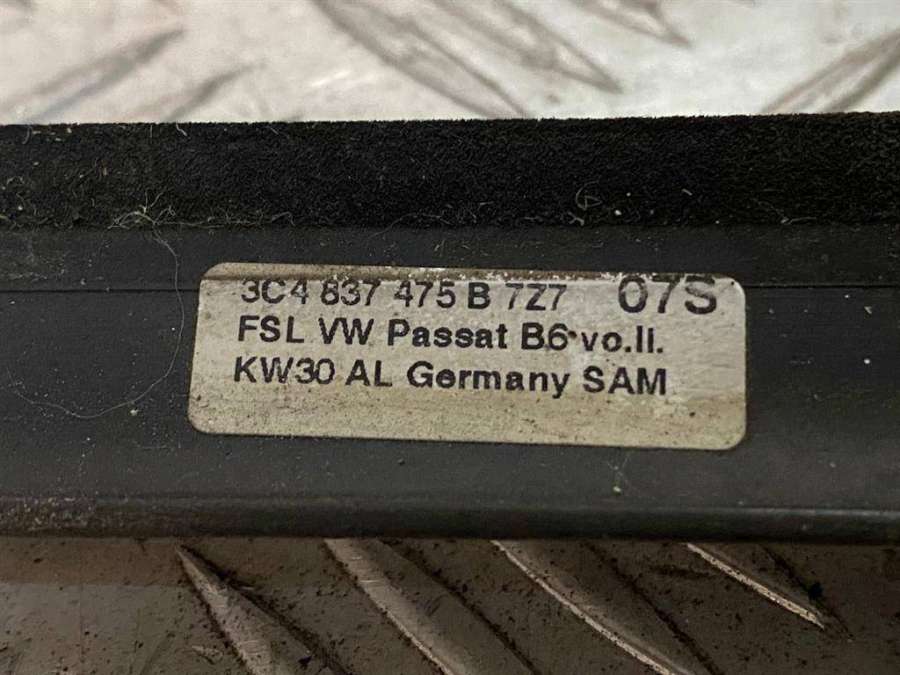 3C4 837 475 B 7Z7 07S
FSL VW Passat B6 vo.li.
KW30 AL Germany SAM